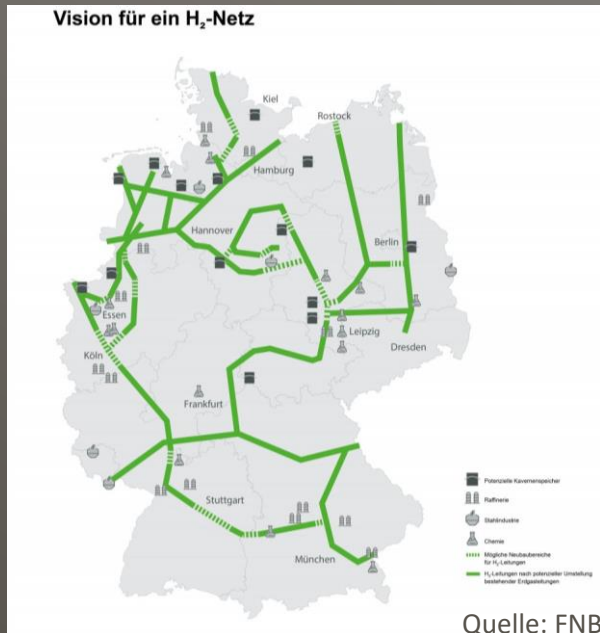 Vision für ein H₂-Netz
Kiel
Rostock
Hamburg
Hannover
Berlin
Essen
Leipzig
Köln
Dresden
Frankfurt
Stuttgart
München
Potenzielle Kavernenspeicher
Raffinerie
Stahlindustrie
Chemie
Mögliche Neubaubereiche
für H₂-Leitungen
H₂-Leitungen nach potenzieller Umstellung
bestehender Erdgasleitungen
Quelle: FNB